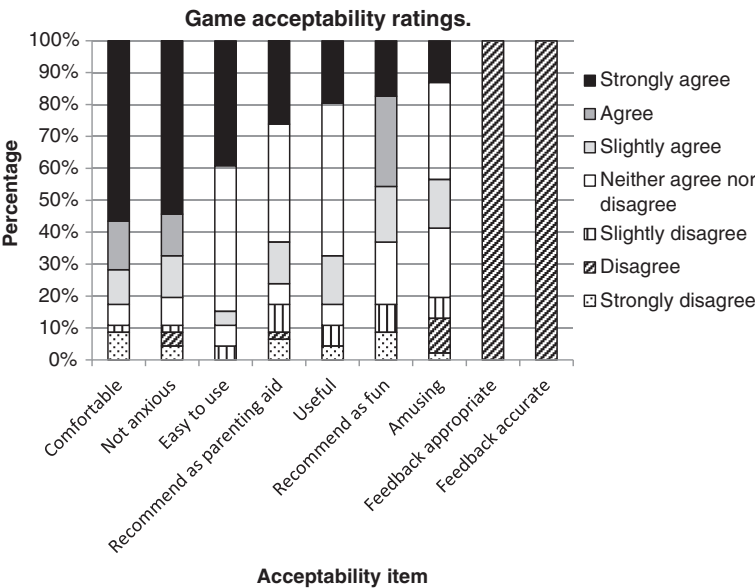 Game acceptability ratings.
100%
90%
80%
70%
60%
50%
40%
30%
20%
10%
0%
Percentage
Comfortable
Not anxious
Easy to use
Recommend as parenting aid
Useful
Recommend as fun
Amusing
Feedback appropriate
Feedback accurate
Acceptability item
Strongly agree
Agree
Slightly agree
Neither agree nor
disagree
Slightly disagree
Disagree
Strongly disagree